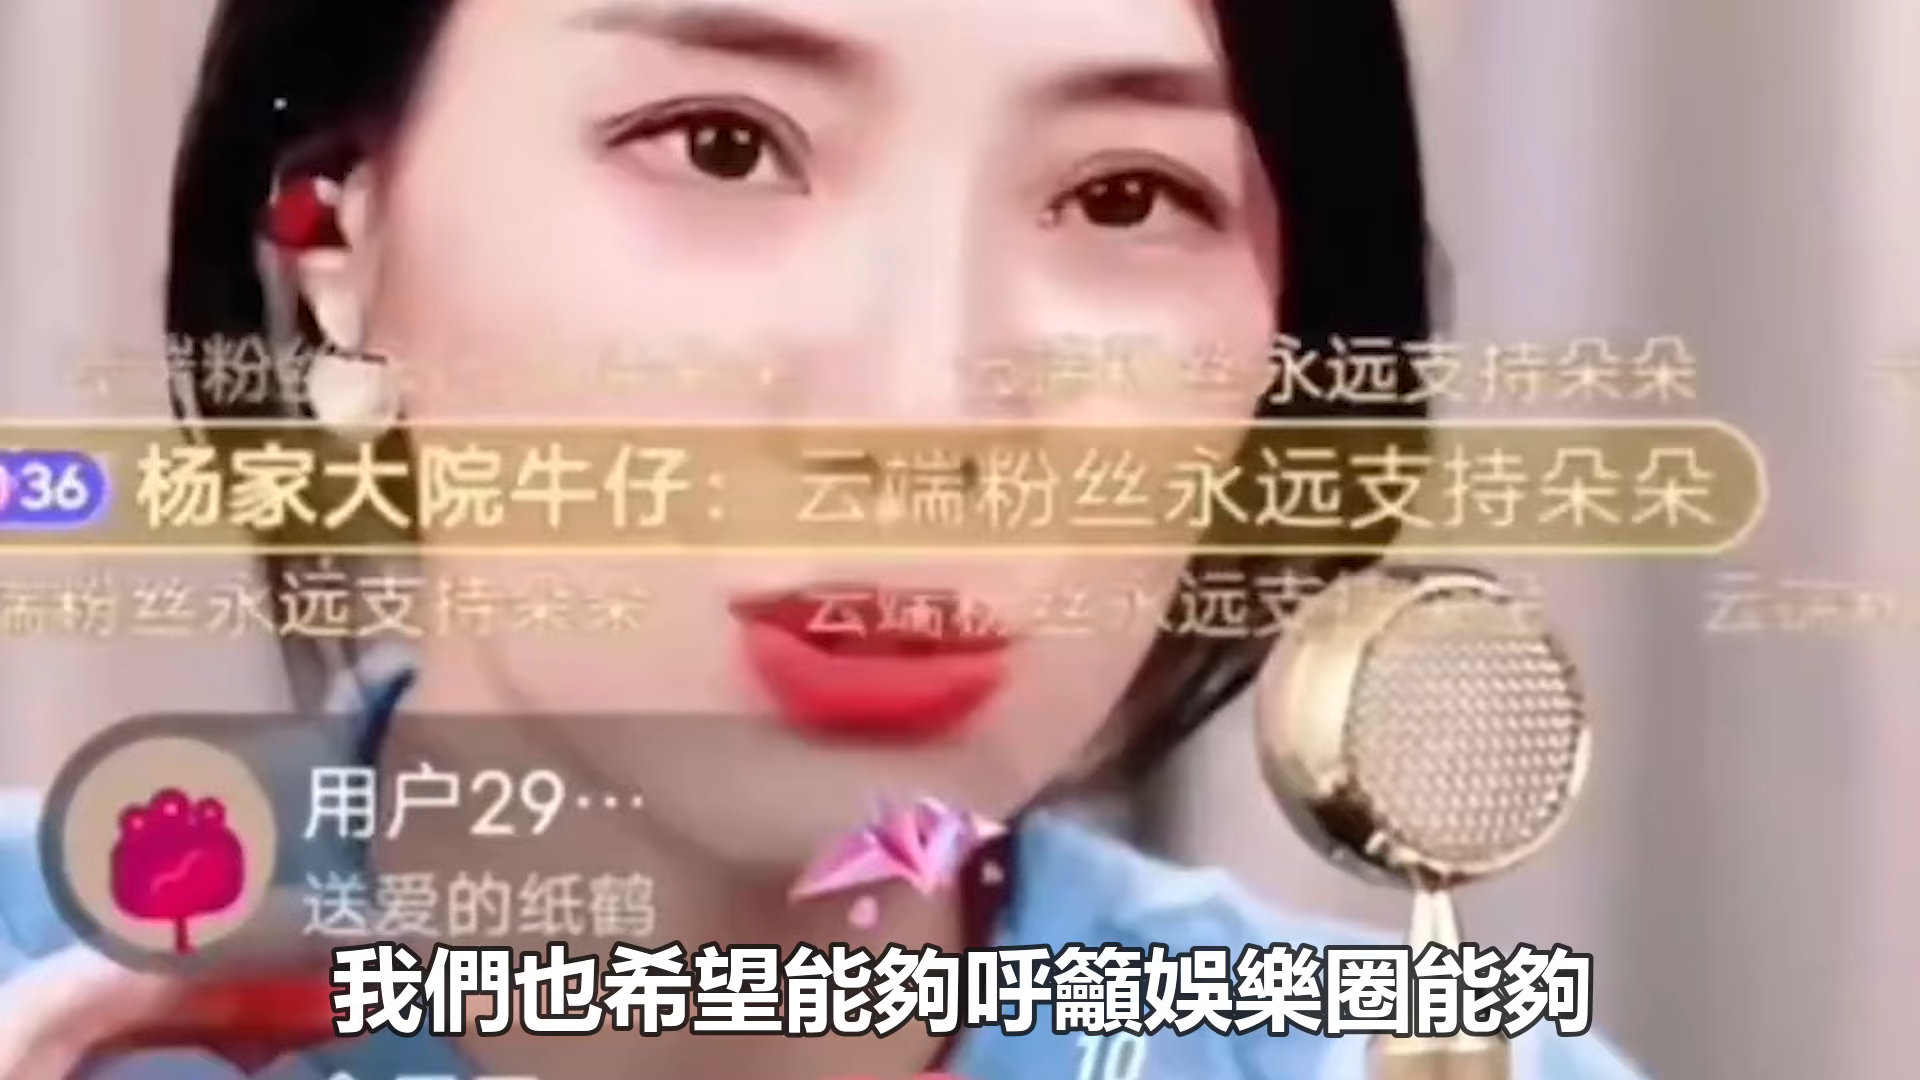 云端粉丝 永远支持朵朵
36 杨家大院牛仔：云端粉丝永远支持朵朵
端粉丝永远支持朵朵 云端粉丝永远支 云端粉
用户29…
送爱的纸鹤
我們也希望能夠呼籲娛樂圈能夠
10